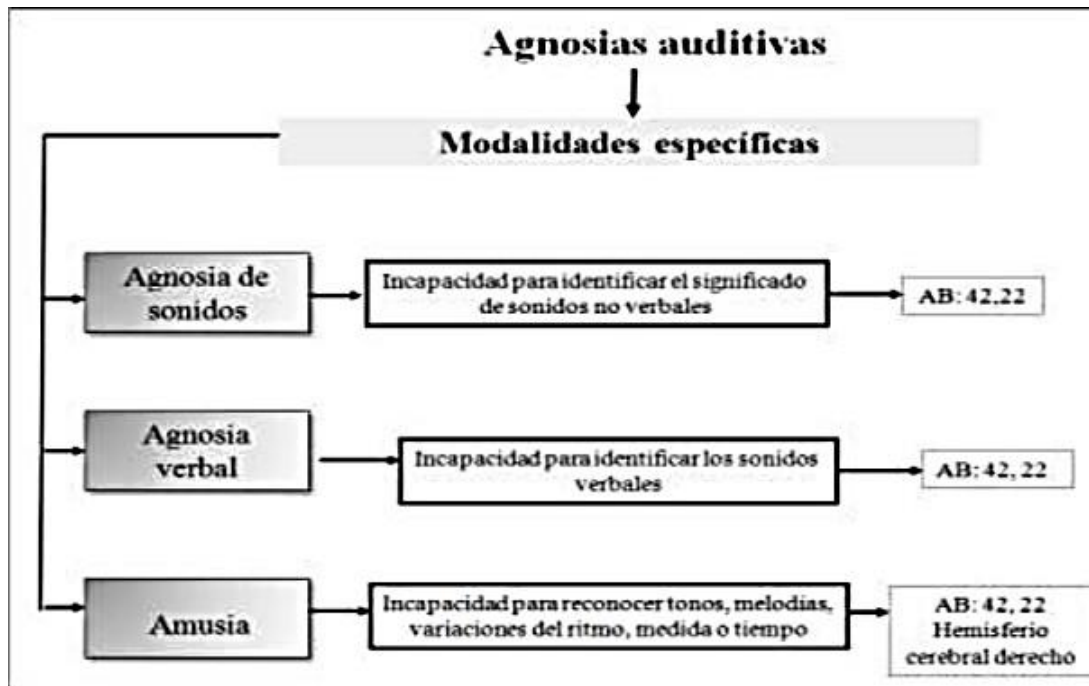 Agnosias auditivas
Modalidades específicas
Agnosia de
sonidos
Incapacidad para identificar el significado
de sonidos no verbales
AB: 42,22
Agnosia
verbal
Incapacidad para identificar los sonidos
verbales
AB: 42, 22
Amusia
Incapacidad para reconocer tonos, melodías,
variaciones del ritmo, medida o tiempo
AB: 42, 22
Hemisferio
cerebral derecho